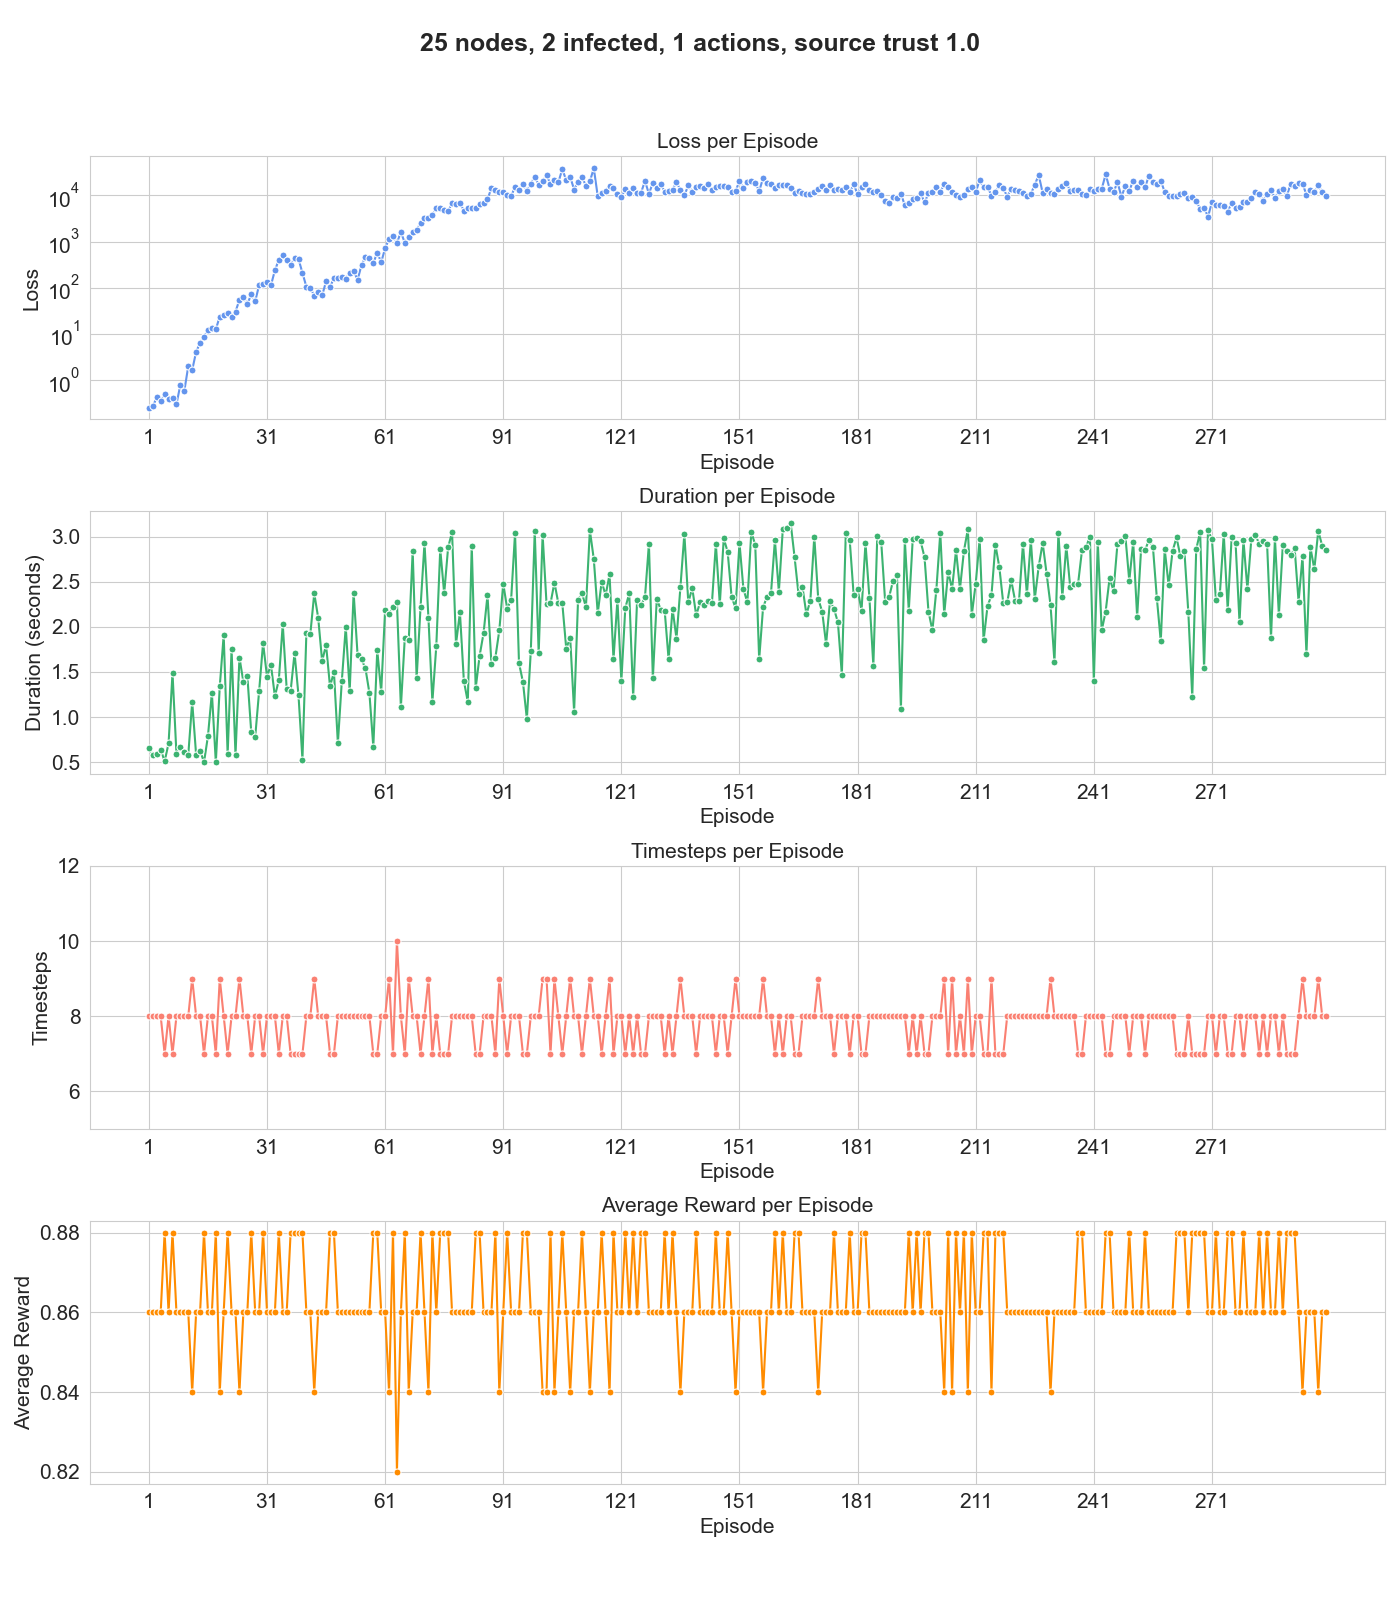 25 nodes, 2 infected, 1 actions, source trust 1.0
Loss per Episode
Loss
10^4
10^3
10^2
10^1
10^0
1 31 61 91 121 151 181 211 241 271
Episode
Duration per Episode
Duration (seconds)
3.0
2.5
2.0
1.5
1.0
0.5
1 31 61 91 121 151 181 211 241 271
Episode
Timesteps per Episode
Timesteps
12
10
8
6
1 31 61 91 121 151 181 211 241 271
Episode
Average Reward per Episode
Average Reward
0.88
0.86
0.84
0.82
1 31 61 91 121 151 181 211 241 271
Episode